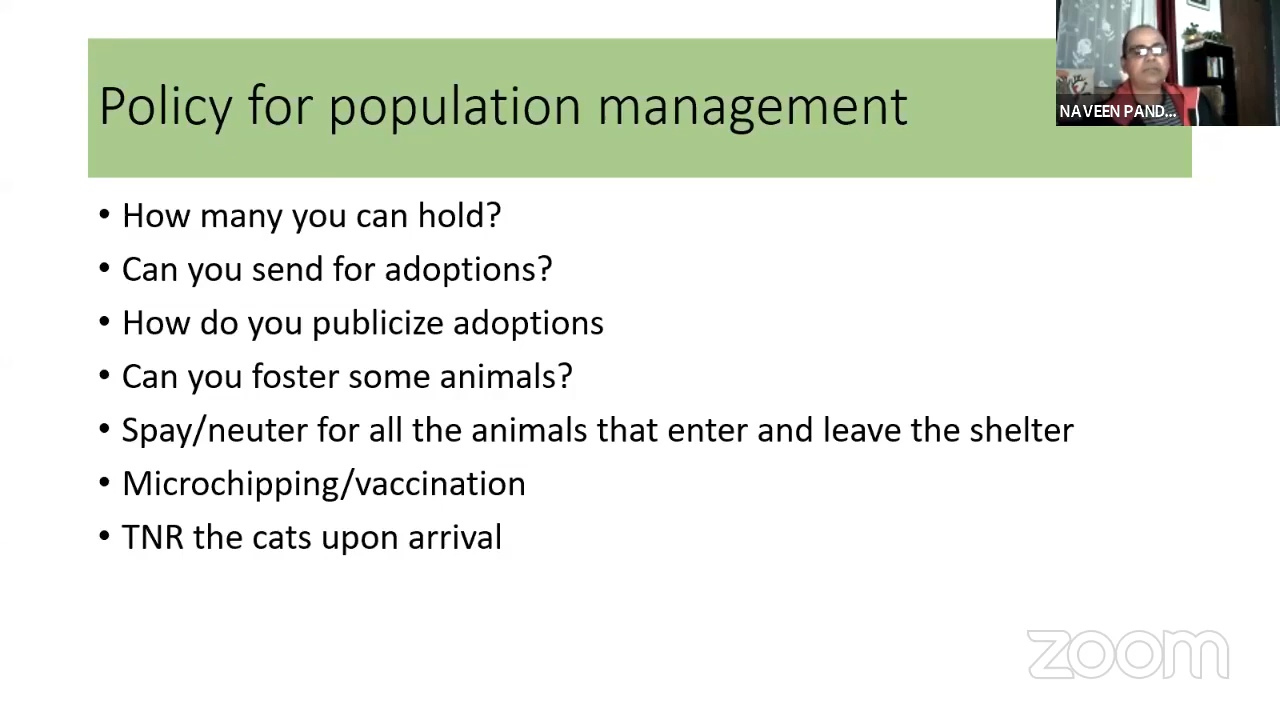 Policy for population management
NAVEEN PAND...
• How many you can hold?
• Can you send for adoptions?
• How do you publicize adoptions
• Can you foster some animals?
• Spay/neuter for all the animals that enter and leave the shelter
• Microchipping/vaccination
• TNR the cats upon arrival
zoom